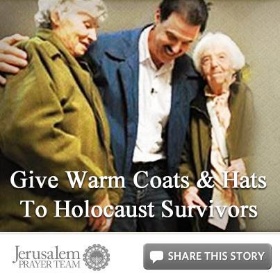 Give Warm Coats & Hats
To Holocaust Survivors
Jerusalem
PRAYER TEAM
SHARE THIS STORY